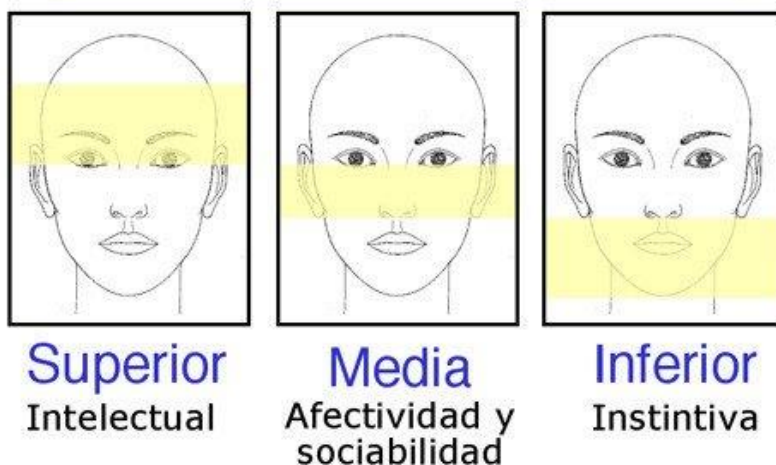 Superior
Intelectual
Media
Afectividad y
sociabilidad
Inferior
Instintiva